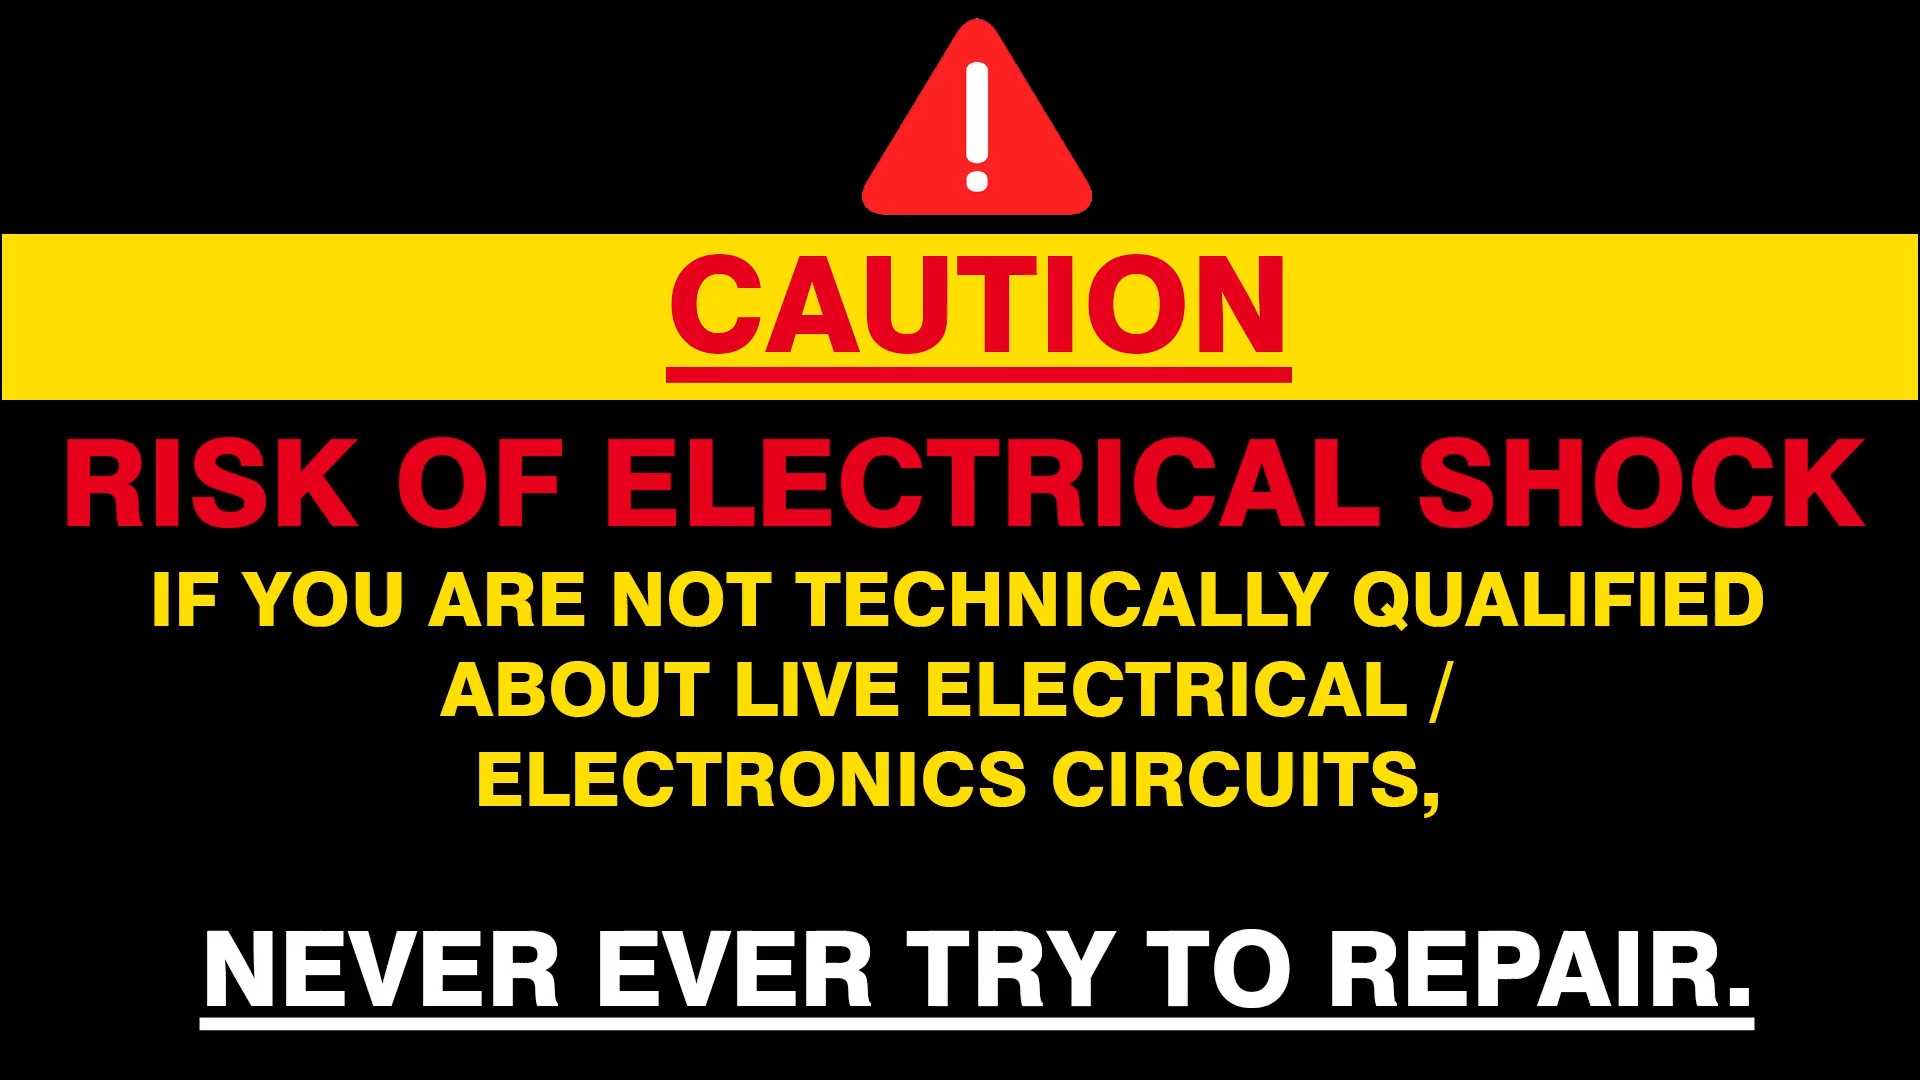 CAUTION
RISK OF ELECTRICAL SHOCK
IF YOU ARE NOT TECHNICALLY QUALIFIED
ABOUT LIVE ELECTRICAL /
ELECTRONICS CIRCUITS,
NEVER EVER TRY TO REPAIR.